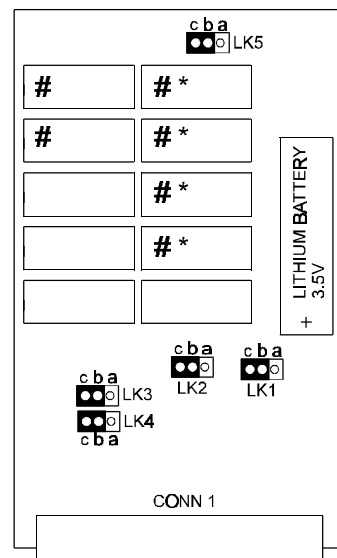 c b a
LK5
# # *
# # *
# *
# *
LITHIUM BATTERY
3.5V
+
c b a
LK2
c b a
LK1
c b a
LK3
LK4
c b a
CONN 1